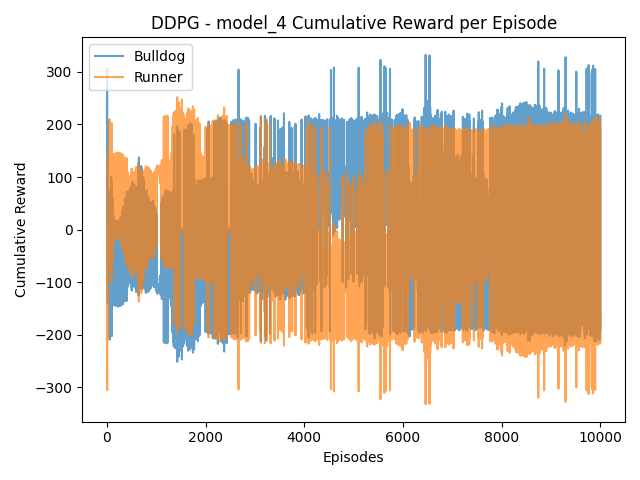 DDPG - model_4 Cumulative Reward per Episode
Bulldog
Runner
300
200
100
0
−100
−200
−300
Cumulative Reward
0 2000 4000 6000 8000 10000
Episodes